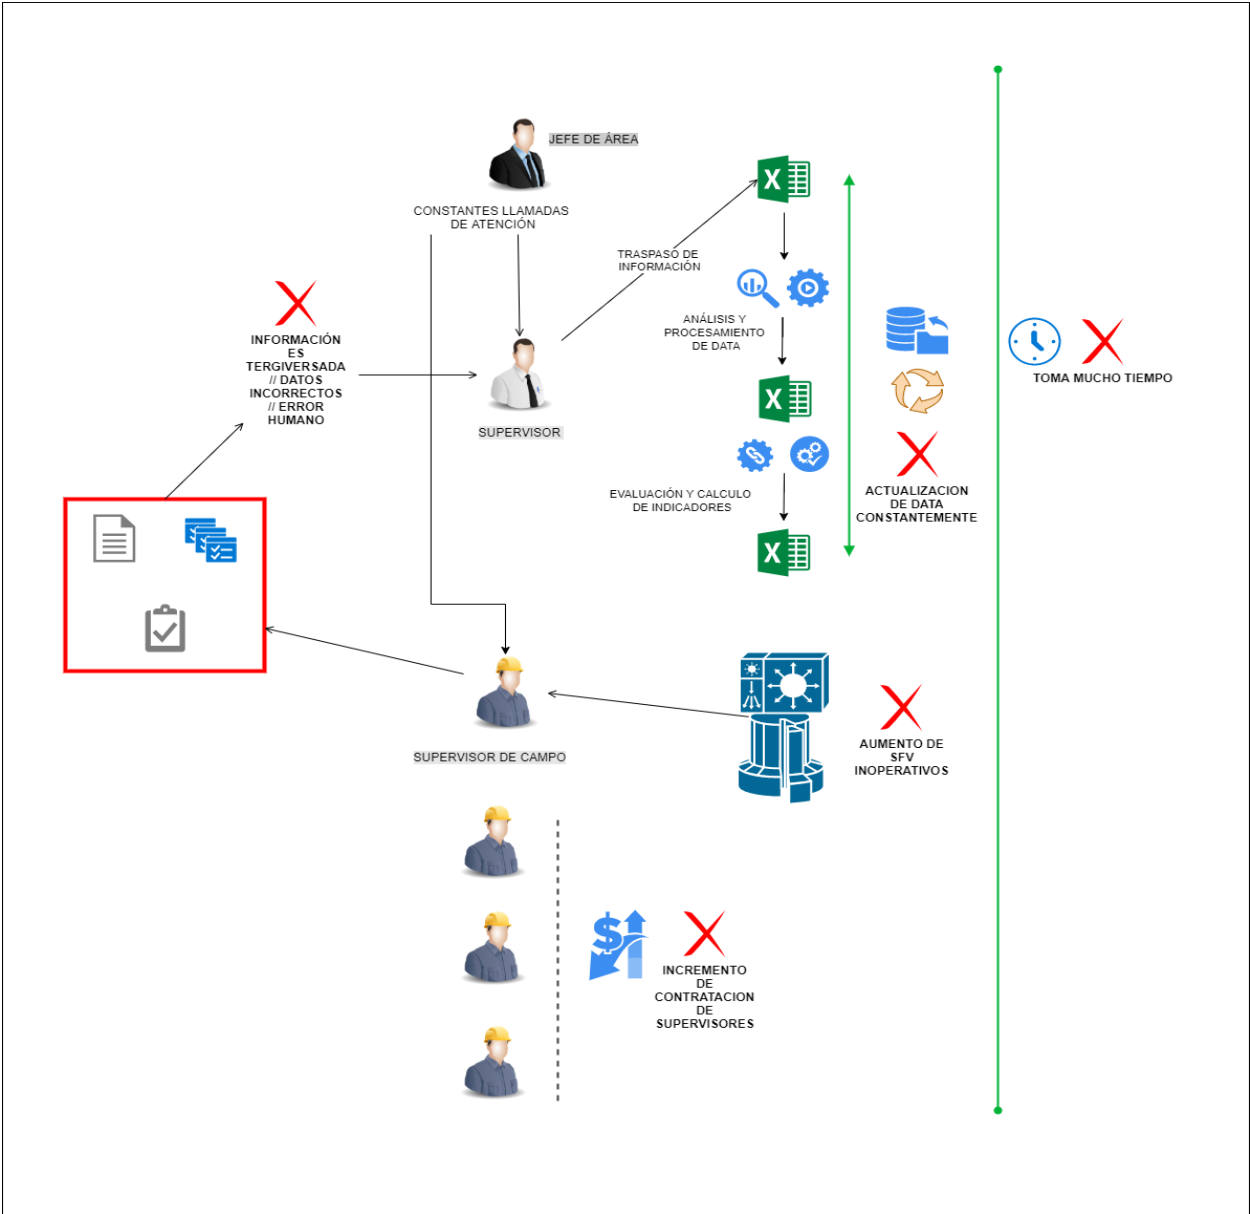 JEFE DE ÁREA
CONSTANTES LLAMADAS
DE ATENCIÓN
TRASPASO DE
INFORMACIÓN
ANÁLISIS Y
PROCESAMIENTO
DE DATA
INFORMACIÓN
ES
TERGIVERSADA
// DATOS
INCORRECTOS
// ERROR
HUMANO
TOMA MUCHO TIEMPO
SUPERVISOR
EVALUACIÓN Y CALCULO
DE INDICADORES
ACTUALIZACION
DE DATA
CONSTANTEMENTE
SUPERVISOR DE CAMPO
AUMENTO DE
SFV
INOPERATIVOS
INCREMENTO
DE
CONTRATACION
DE
SUPERVISORES